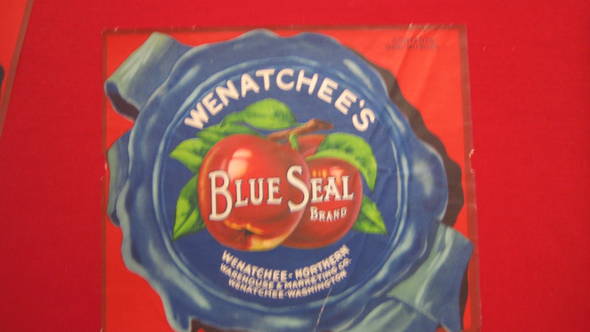 WENATCHEE'S
BLUE SEAL
BRAND
WENATCHEE-NORTHERN
WAREHOUSE & MARKETING CO.
WENATCHEE-WASHINGTON